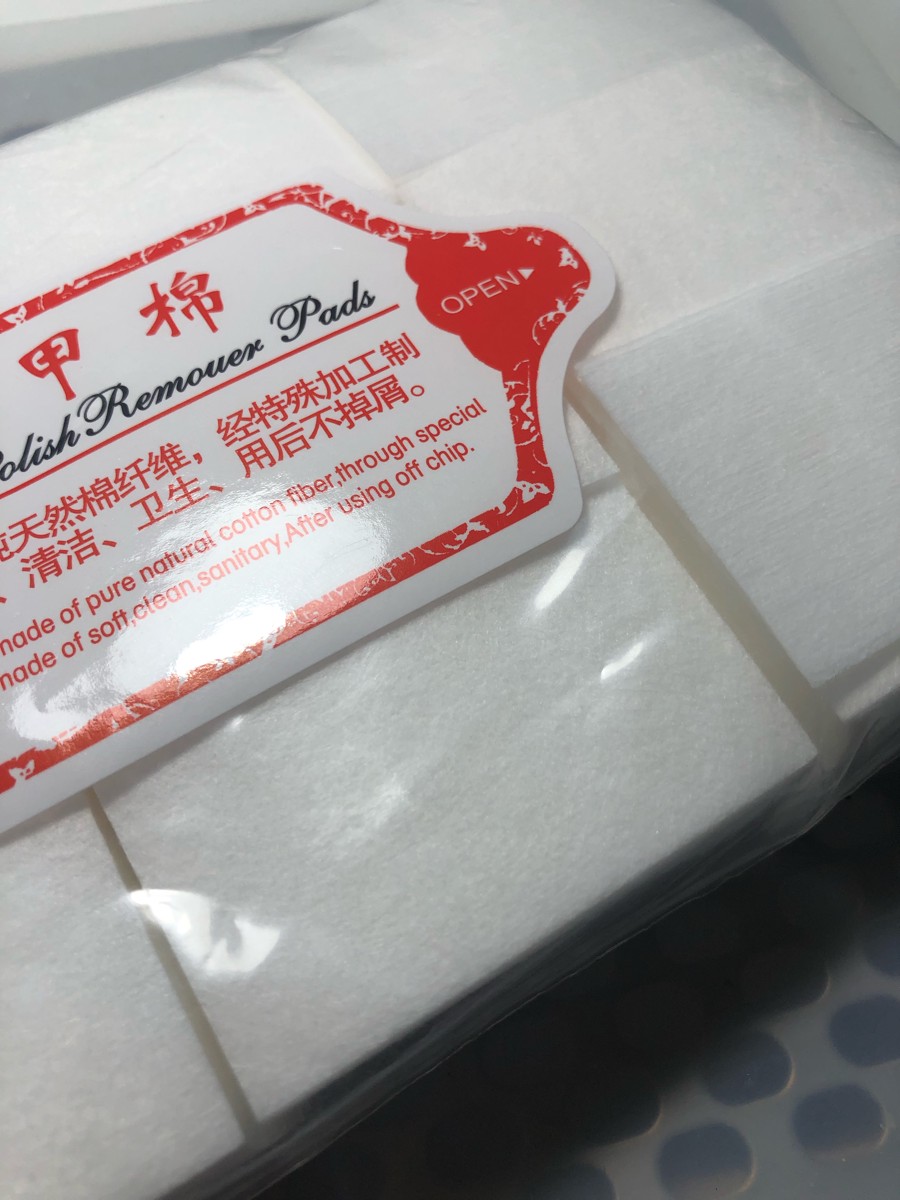 甲 棉
OPEN▶
olish Remouer Pads
天然棉纤维，经特殊加工制
、清洁、卫生、用后不掉屑。
made of pure natural cotton fiber,through special
made of soft,clean,sanitary,After using off chip.